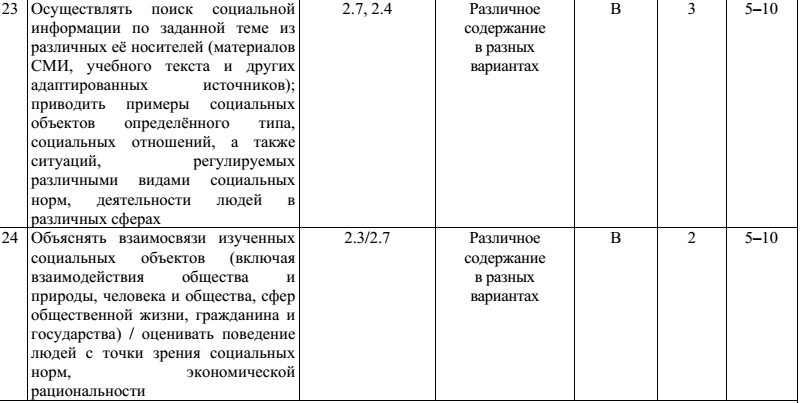 23 Осуществлять поиск социальной 2.7, 2.4 Различное В 3 5–10
информации по заданной теме из содержание
различных её носителей (материалов в разных
СМИ, учебного текста и других вариантах
адаптированных источников);
приводить примеры социальных
объектов определённого типа,
социальных отношений, а также
ситуаций, регулируемых
различными видами социальных
норм, деятельности людей в
различных сферах
24 Объяснять взаимосвязи изученных 2.3/2.7 Различное В 2 5–10
социальных объектов (включая содержание
взаимодействия общества и в разных
природы, человека и общества, сфер вариантах
общественной жизни, гражданина и
государства) / оценивать поведение
людей с точки зрения социальных
норм, экономической
рациональности